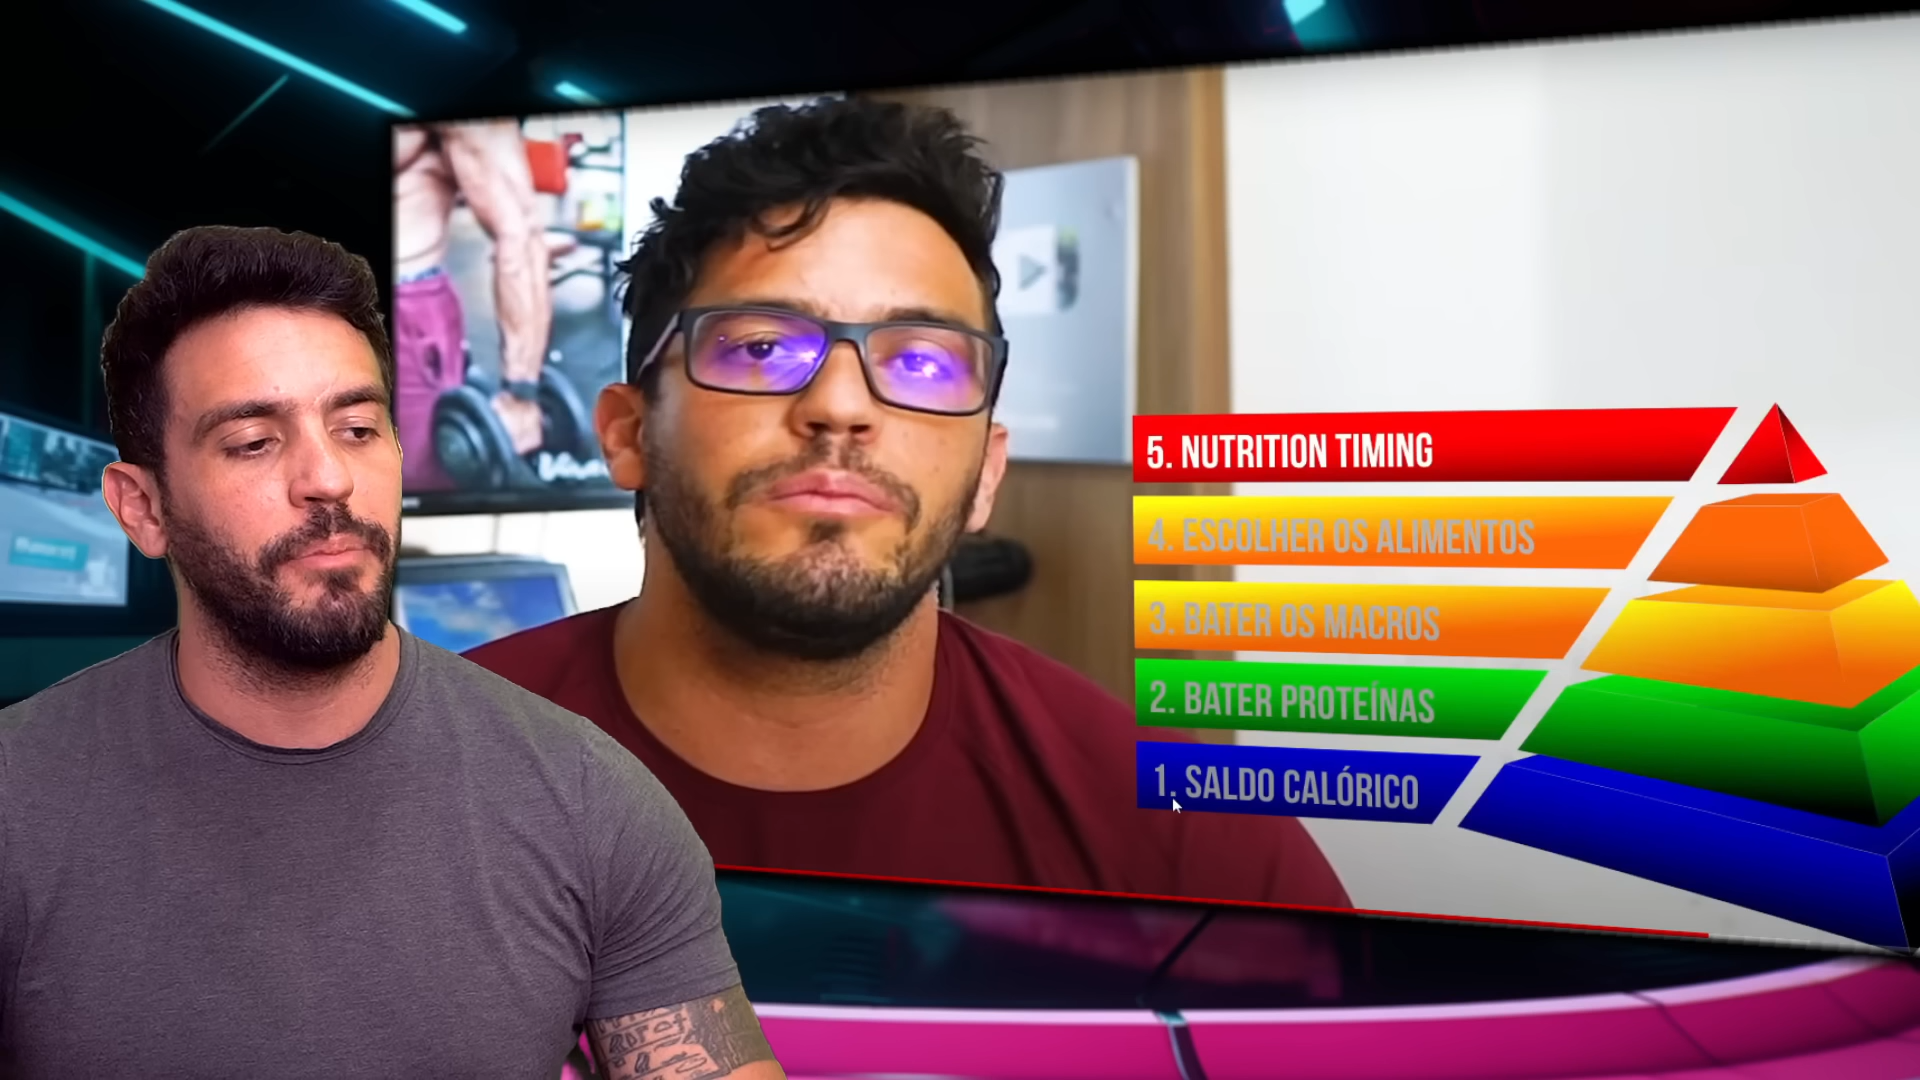 5. NUTRITION TIMING
4. ESCOLHER OS ALIMENTOS
3. BATER OS MACROS
2. BATER PROTEÍNAS
1. SALDO CALÓRICO